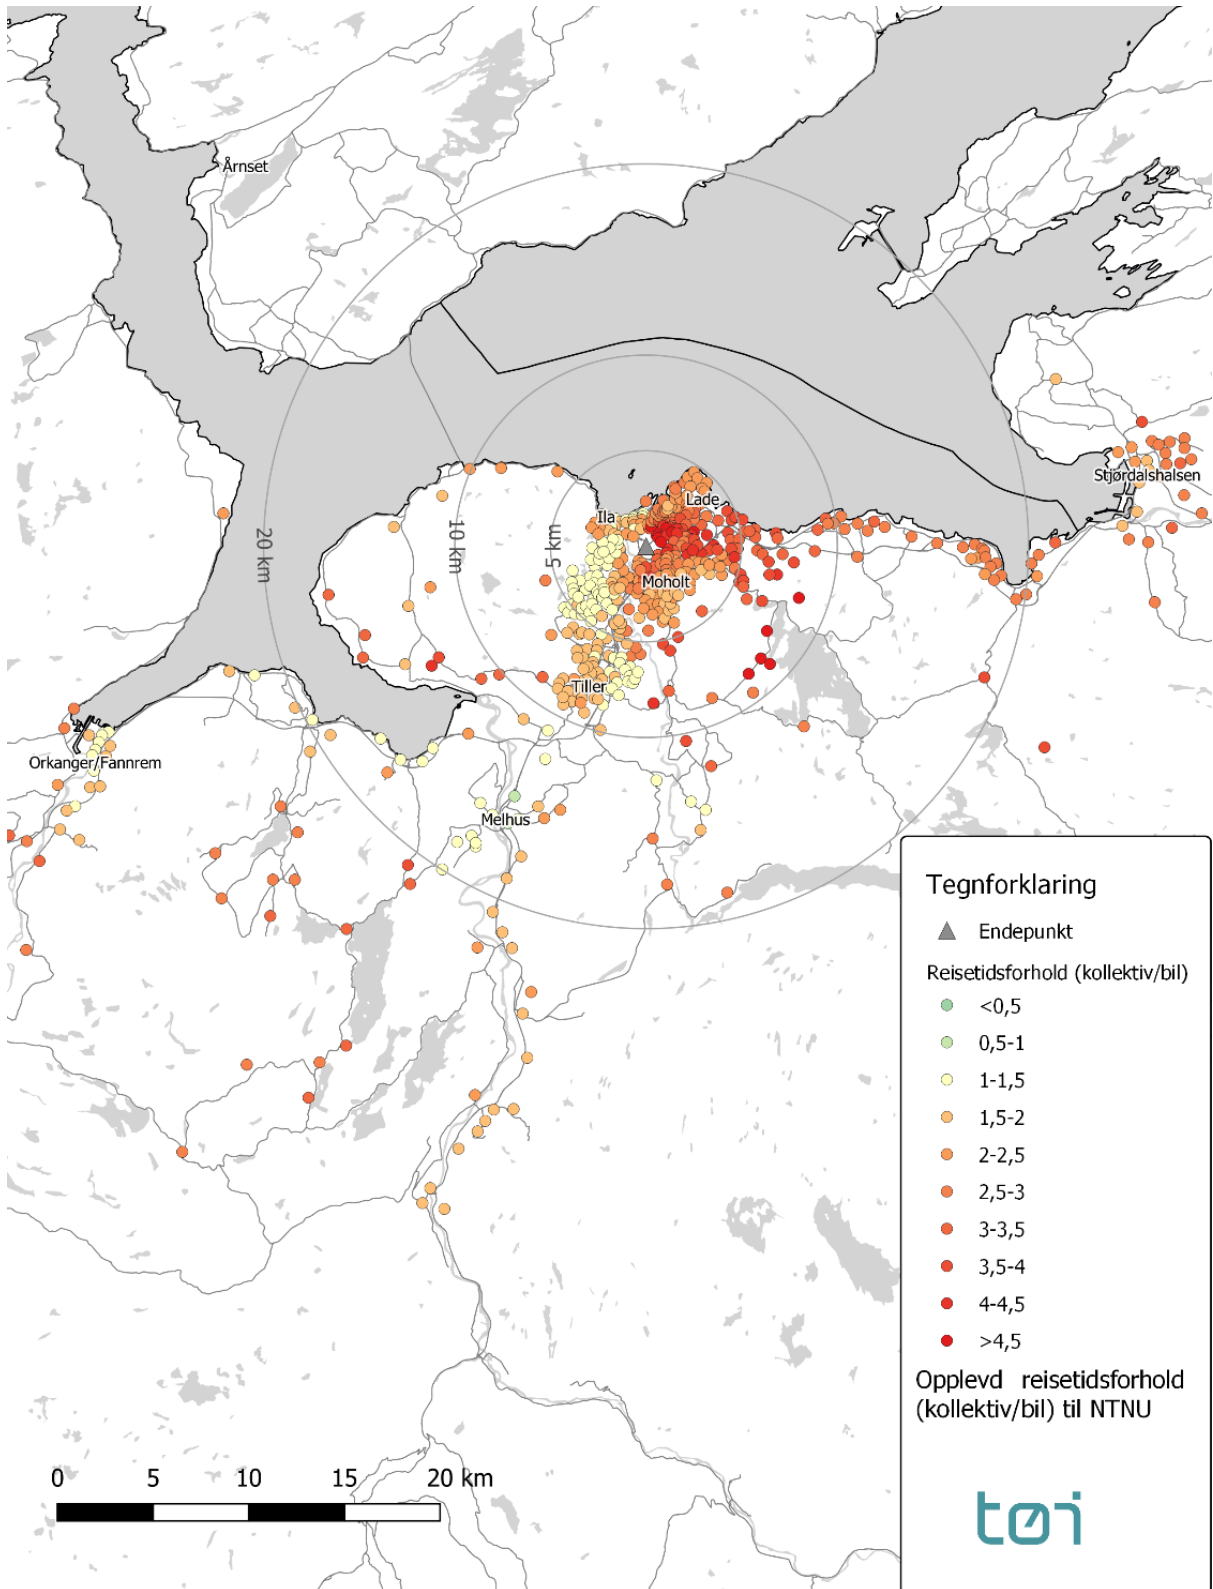 Årnset
Stjørdalshalsen
Lade
Ila
20 km
10 km
5 km
Moholt
Tiller
Orkanger/Fannrem
Melhus
Tegnforklaring
Endepunkt
Reisetidsforhold (kollektiv/bil)
<0,5
0,5-1
1-1,5
1,5-2
2-2,5
2,5-3
3-3,5
3,5-4
4-4,5
>4,5
Opplevd reisetidsforhold
(kollektiv/bil) til NTNU
0 5 10 15 20 km
tøi